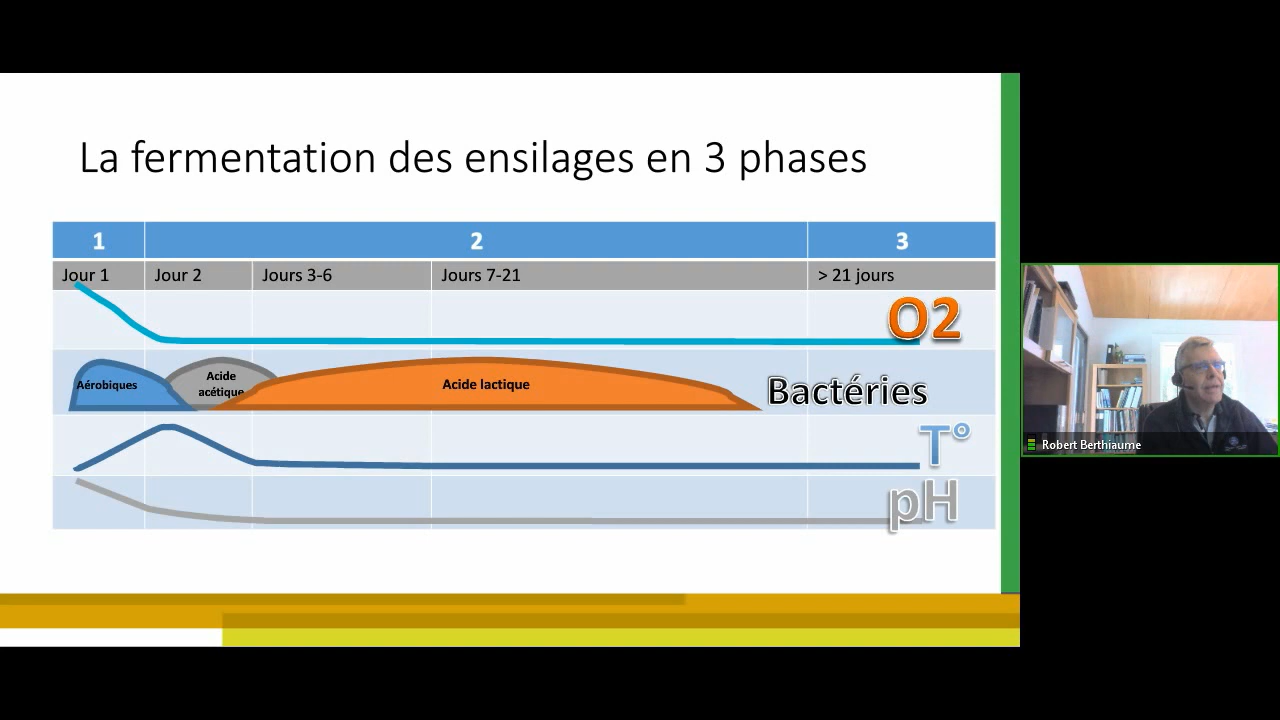 La fermentation des ensilages en 3 phases
1 2 3
Jour 1 Jour 2 Jours 3-6 Jours 7-21 > 21 jours
O2
Aérobiques
Acide
acétique
Acide lactique
Bactéries
T°
pH
Robert Berthiaume